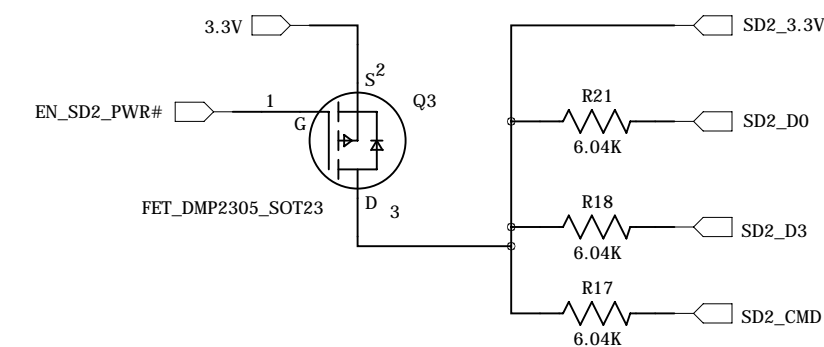 3.3V
SD2_3.3V
S 2
Q3
EN_SD2_PWR#
1
G
R21
SD2_D0
6.04K
FET_DMP2305_SOT23
D
3
R18
SD2_D3
6.04K
R17
SD2_CMD
6.04K